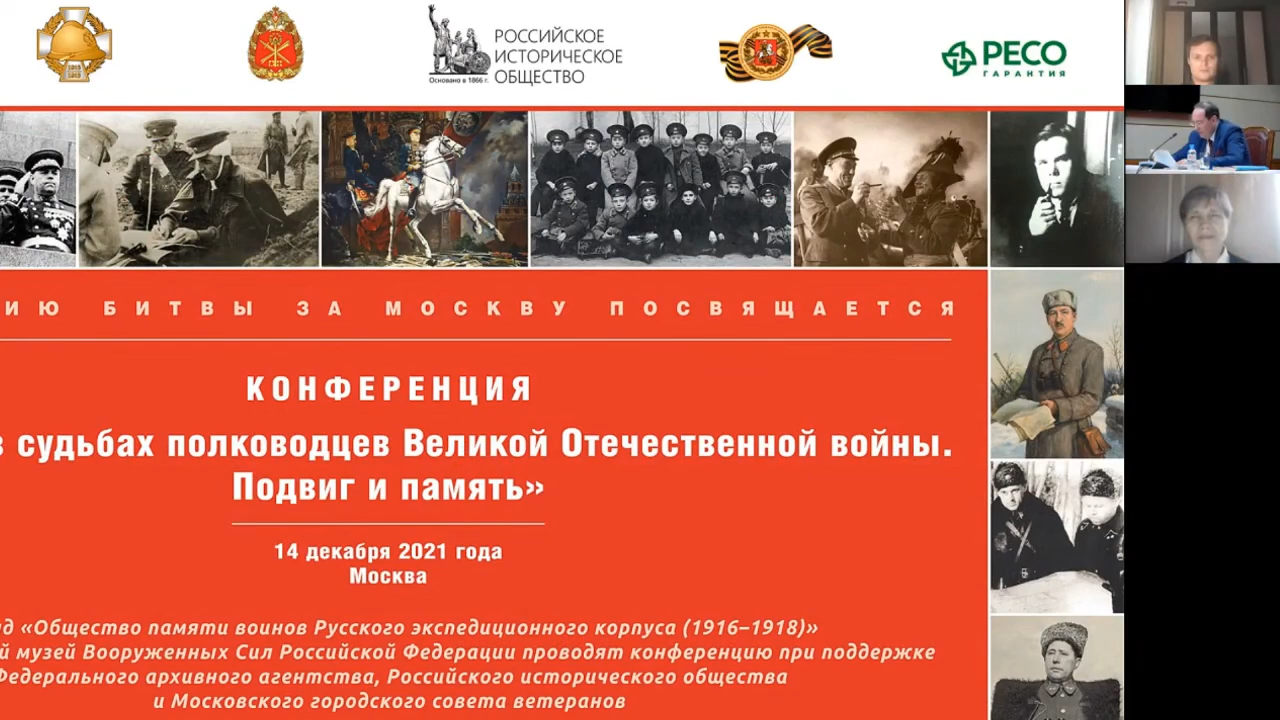 РОССИЙСКОЕ
ИСТОРИЧЕСКОЕ
ОБЩЕСТВО
Основано в 1866 г.
РЕСО
ГАРАНТИЯ
ИЮ БИТВЫ ЗА МОСКВУ ПОСВЯЩАЕТСЯ
КОНФЕРЕНЦИЯ
в судьбах полководцев Великой Отечественной войны.
Подвиг и память»
14 декабря 2021 года
Москва
д «Общество памяти воинов Русского экспедиционного корпуса (1916–1918)»
й музей Вооруженных Сил Российской Федерации проводят конференцию при поддержке
Федерального архивного агентства, Российского исторического общества
и Московского городского совета ветеранов